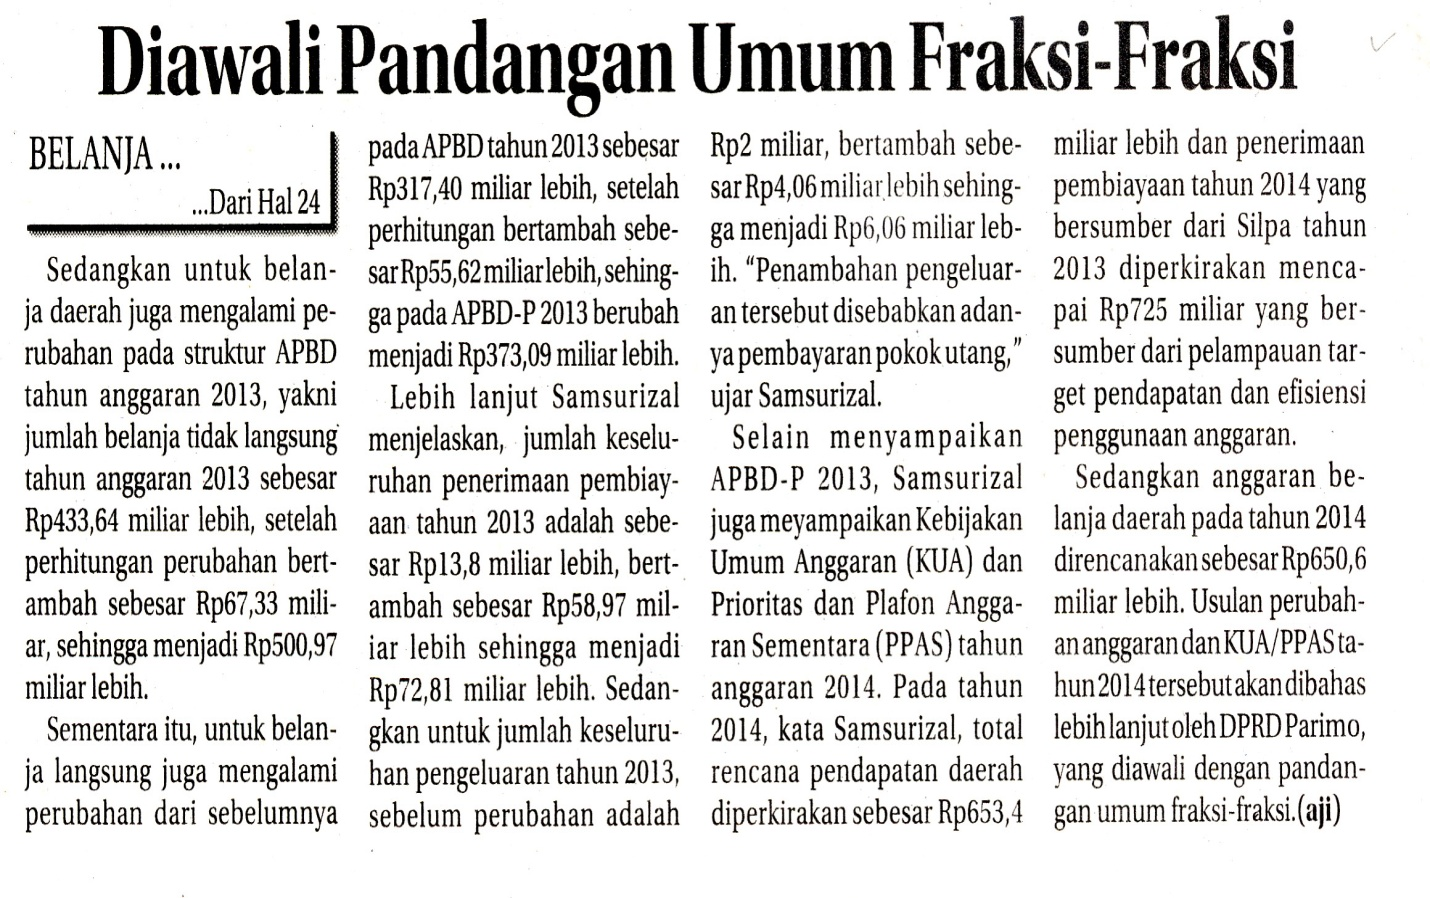 Diawali Pandangan Umum Fraksi-Fraksi
BELANJA ...
...Dari Hal 24
Sedangkan untuk belan-
ja daerah juga mengalami pe-
rubahan pada struktur APBD
tahun anggaran 2013, yakni
jumlah belanja tidak langsung
tahun anggaran 2013 sebesar
Rp433,64 miliar lebih, setelah
perhitungan perubahan bert-
ambah sebesar Rp67,33 mili-
ar, sehingga menjadi Rp500,97
miliar lebih.
Sementara itu, untuk belan-
ja langsung juga mengalami
perubahan dari sebelumnya
pada APBD tahun 2013 sebesar
Rp317,40 miliar lebih, setelah
perhitungan bertambah sebe-
sar Rp55,62 miliar lebih, sehing-
ga pada APBD-P 2013 berubah
menjadi Rp373,09 miliar lebih.
Lebih lanjut Samsurizal
menjelaskan, jumlah keselu-
ruhan penerimaan pembiay-
aan tahun 2013 adalah sebe-
sar Rp13,8 miliar lebih, bert-
ambah sebesar Rp58,97 mil-
iar lebih sehingga menjadi
Rp72,81 miliar lebih. Sedan-
gkan untuk jumlah keseluru-
han pengeluaran tahun 2013,
sebelum perubahan adalah
Rp2 miliar, bertambah sebe-
sar Rp4,06 miliar lebih sehing-
ga menjadi Rp6,06 miliar leb-
ih. “Penambahan pengeluar-
an tersebut disebabkan adan-
ya pembayaran pokok utang,”
ujar Samsurizal.
Selain menyampaikan
APBD-P 2013, Samsurizal
juga meyampaikan Kebijakan
Umum Anggaran (KUA) dan
Prioritas dan Plafon Angga-
ran Sementara (PPAS) tahun
anggaran 2014. Pada tahun
2014, kata Samsurizal, total
rencana pendapatan daerah
diperkirakan sebesar Rp653,4
miliar lebih dan penerimaan
pembiayaan tahun 2014 yang
bersumber dari Silpa tahun
2013 diperkirakan menca-
pai Rp725 miliar yang ber-
sumber dari pelampauan tar-
get pendapatan dan efisiensi
penggunaan anggaran.
Sedangkan anggaran be-
lanja daerah pada tahun 2014
direncanakan sebesar Rp650,6
miliar lebih. Usulan perubah-
an anggaran dan KUA/PPAS ta-
hun 2014 tersebut akan dibahas
lebih lanjut oleh DPRD Parimo,
yang diawali dengan pandan-
gan umum fraksi-fraksi.(aji)